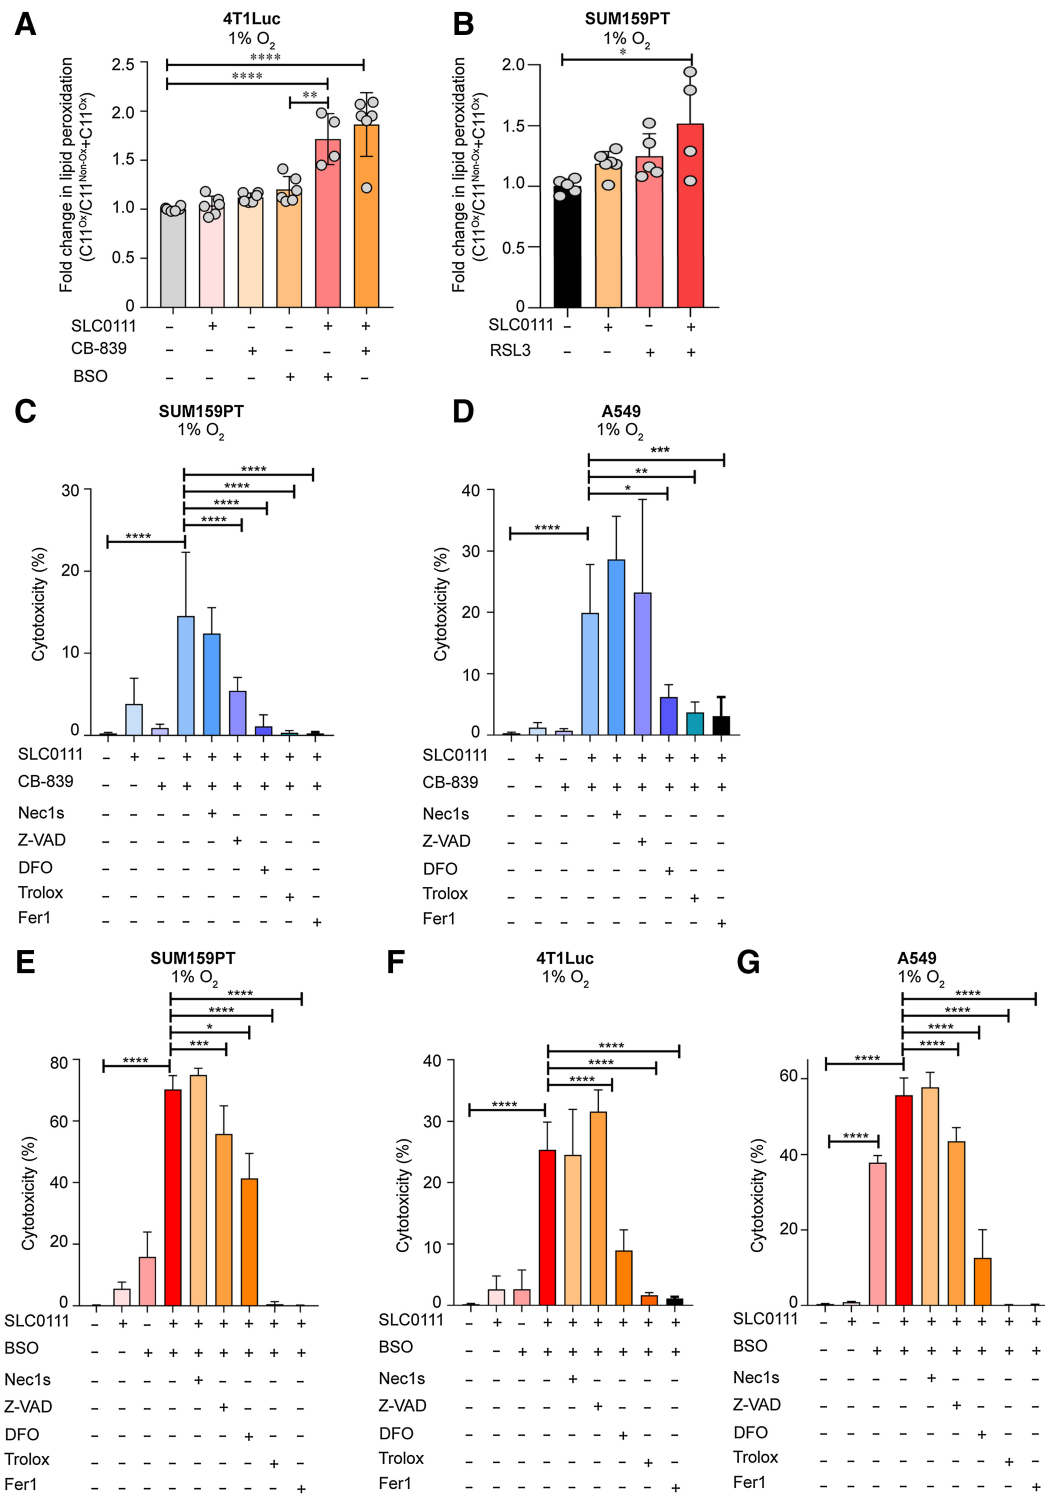 A
4T1Luc
1% O2
Fold change in lipid peroxidation
(C11Ox/C11Non-Ox+C11Ox)
2.5
2.0
1.5
1.0
0.5
0
****
****
**
SLC0111 – + – – + +
CB-839 – – + – – +
BSO – – – + + –
B
SUM159PT
1% O2
Fold change in lipid peroxidation
(C11Ox/C11Non-Ox+C11Ox)
2.0
1.5
1.0
0.5
0
*
SLC0111 – + – +
RSL3 – – + +
C
SUM159PT
1% O2
Cytotoxicity (%)
30
20
10
0
****
****
****
****
****
SLC0111 – + – + + + + + +
CB-839 – – + + + + + + +
Nec1s – – – – + – – – –
Z-VAD – – – – – + – – –
DFO – – – – – – + – –
Trolox – – – – – – – + –
Fer1 – – – – – – – – +
D
A549
1% O2
Cytotoxicity (%)
40
30
20
10
0
***
**
*
****
SLC0111 – + – + + + + + +
CB-839 – – + + + + + + +
Nec1s – – – – + – – – –
Z-VAD – – – – + – – –
DFO – – – – – – + – –
Trolox – – – – – – – + –
Fer1 – – – – – – – – +
E
SUM159PT
1% O2
Cytotoxicity (%)
80
60
40
20
0
****
****
*
***
****
SLC0111 – + – + + + + + +
BSO – – + + + + + + +
Nec1s – – – – + – – – –
Z-VAD – – – – – + – – –
DFO – – – – – – + – –
Trolox – – – – – – – + –
Fer1 – – – – – – – – +
F
4T1Luc
1% O2
Cytotoxicity (%)
40
30
20
10
0
****
****
****
****
SLC0111 – + – + + + + + +
BSO – – + + + + + + +
Nec1s – – – – + – – – –
Z-VAD – – – – – + – – –
DFO – – – – – – + – –
Trolox – – – – – – – + –
Fer1 – – – – – – – – +
G
A549
1% O2
Cytotoxicity (%)
60
40
20
0
****
****
****
****
****
****
SLC0111 – + – + + + + + +
BSO – – + + + + + + +
Nec1s – – – – + – – – –
Z-VAD – – – – – + – – –
DFO – – – – – – + – –
Trolox – – – – – – – + –
Fer1 – – – – – – – – +